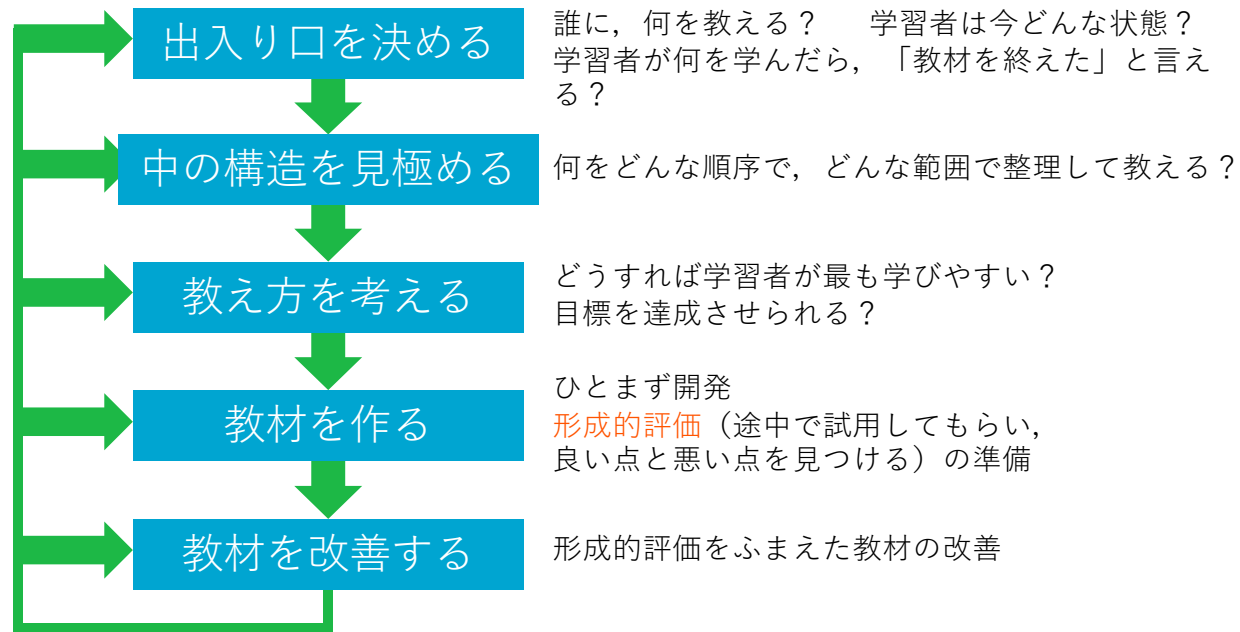 出入り口を決める
誰に，何を教える？　学習者は今どんな状態？
学習者が何を学んだら，「教材を終えた」と言え
る？
中の構造を見極める
何をどんな順序で，どんな範囲で整理して教える？
教え方を考える
どうすれば学習者が最も学びやすい？
目標を達成させられる？
教材を作る
ひとまず開発
形成的評価（途中で試用してもらい，
良い点と悪い点を見つける）の準備
教材を改善する
形成的評価をふまえた教材の改善